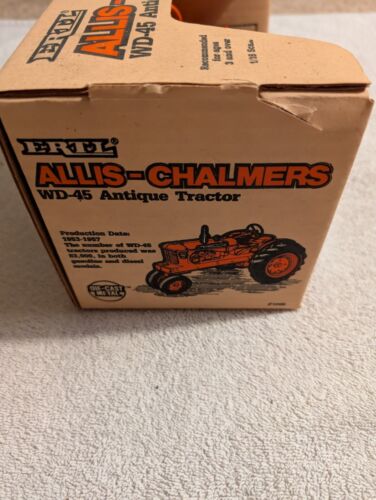 ERTL
ALLIS-
WD-45 Anti
Recommended
for ages
3 and over
1/16 Scale
ERTL®
ALLIS-CHALMERS
WD-45 Antique Tractor
Production Date:
1953-1957
The number of WD-45
tractors produced was
83,000, in both
gasoline and diesel
models.
DIE-CAST
METAL